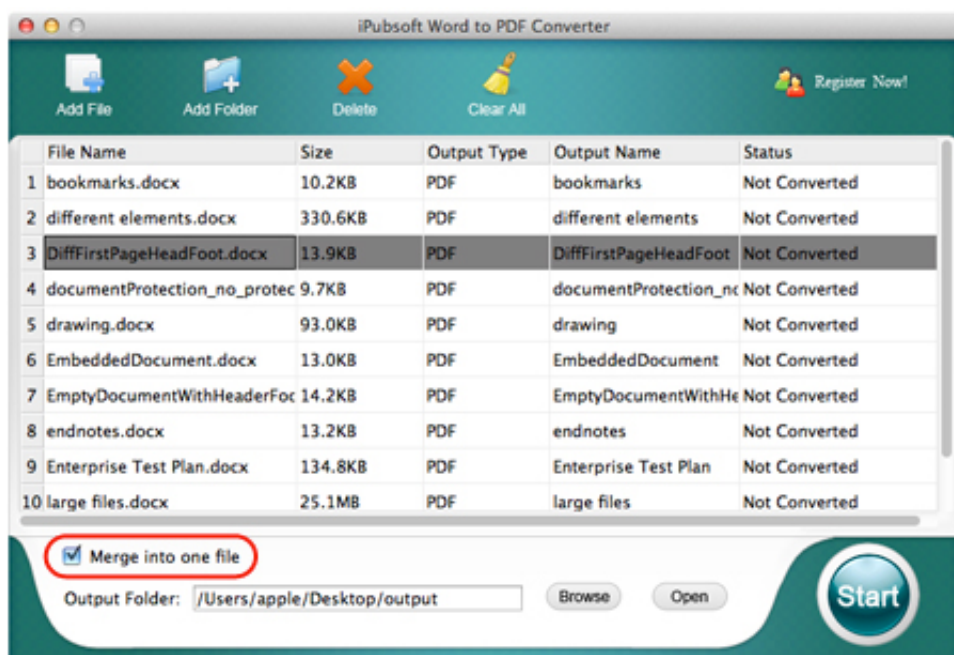 iPubsoft Word to PDF Converter
Add File Add Folder Delete Clear All Register Now!
File Name Size Output Type Output Name Status
1 bookmarks.docx 10.2KB PDF bookmarks Not Converted
2 different elements.docx 330.6KB PDF different elements Not Converted
3 DiffFirstPageHeadFoot.docx 13.9KB PDF DiffFirstPageHeadFoot Not Converted
4 documentProtection_no_protec 9.7KB PDF documentProtection_nc Not Converted
5 drawing.docx 93.0KB PDF drawing Not Converted
6 EmbeddedDocument.docx 13.0KB PDF EmbeddedDocument Not Converted
7 EmptyDocumentWithHeaderFoc 14.2KB PDF EmptyDocumentWithHe Not Converted
8 endnotes.docx 13.2KB PDF endnotes Not Converted
9 Enterprise Test Plan.docx 134.8KB PDF Enterprise Test Plan Not Converted
10 large files.docx 25.1MB PDF large files Not Converted
Merge into one file
Output Folder: /Users/apple/Desktop/output Browse Open Start